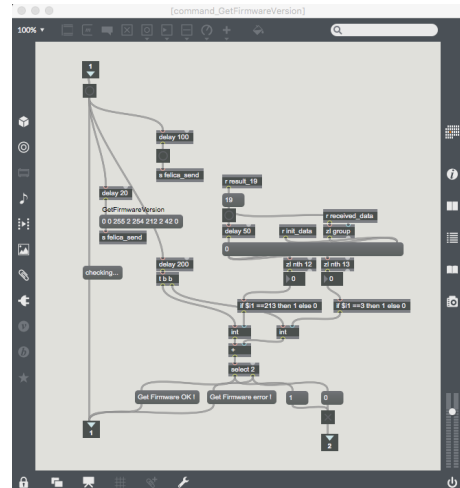 [command_GetFirmwareVersion]
100%
1
delay 100
s felica_send
r result_19
19
delay 20
GetFirmwareVersion
0 0 255 2 254 212 2 42 0
s felica_send
r received_data
delay 50
r init_data
zl group
0
checking...
delay 200
t b b
zl nth 12
zl nth 13
0
0
if $i1 ==213 then 1 else 0
if $i1 ==3 then 1 else 0
int
int
+
select 2
Get Firmware OK !
Get Firmware error !
1
0
1
2